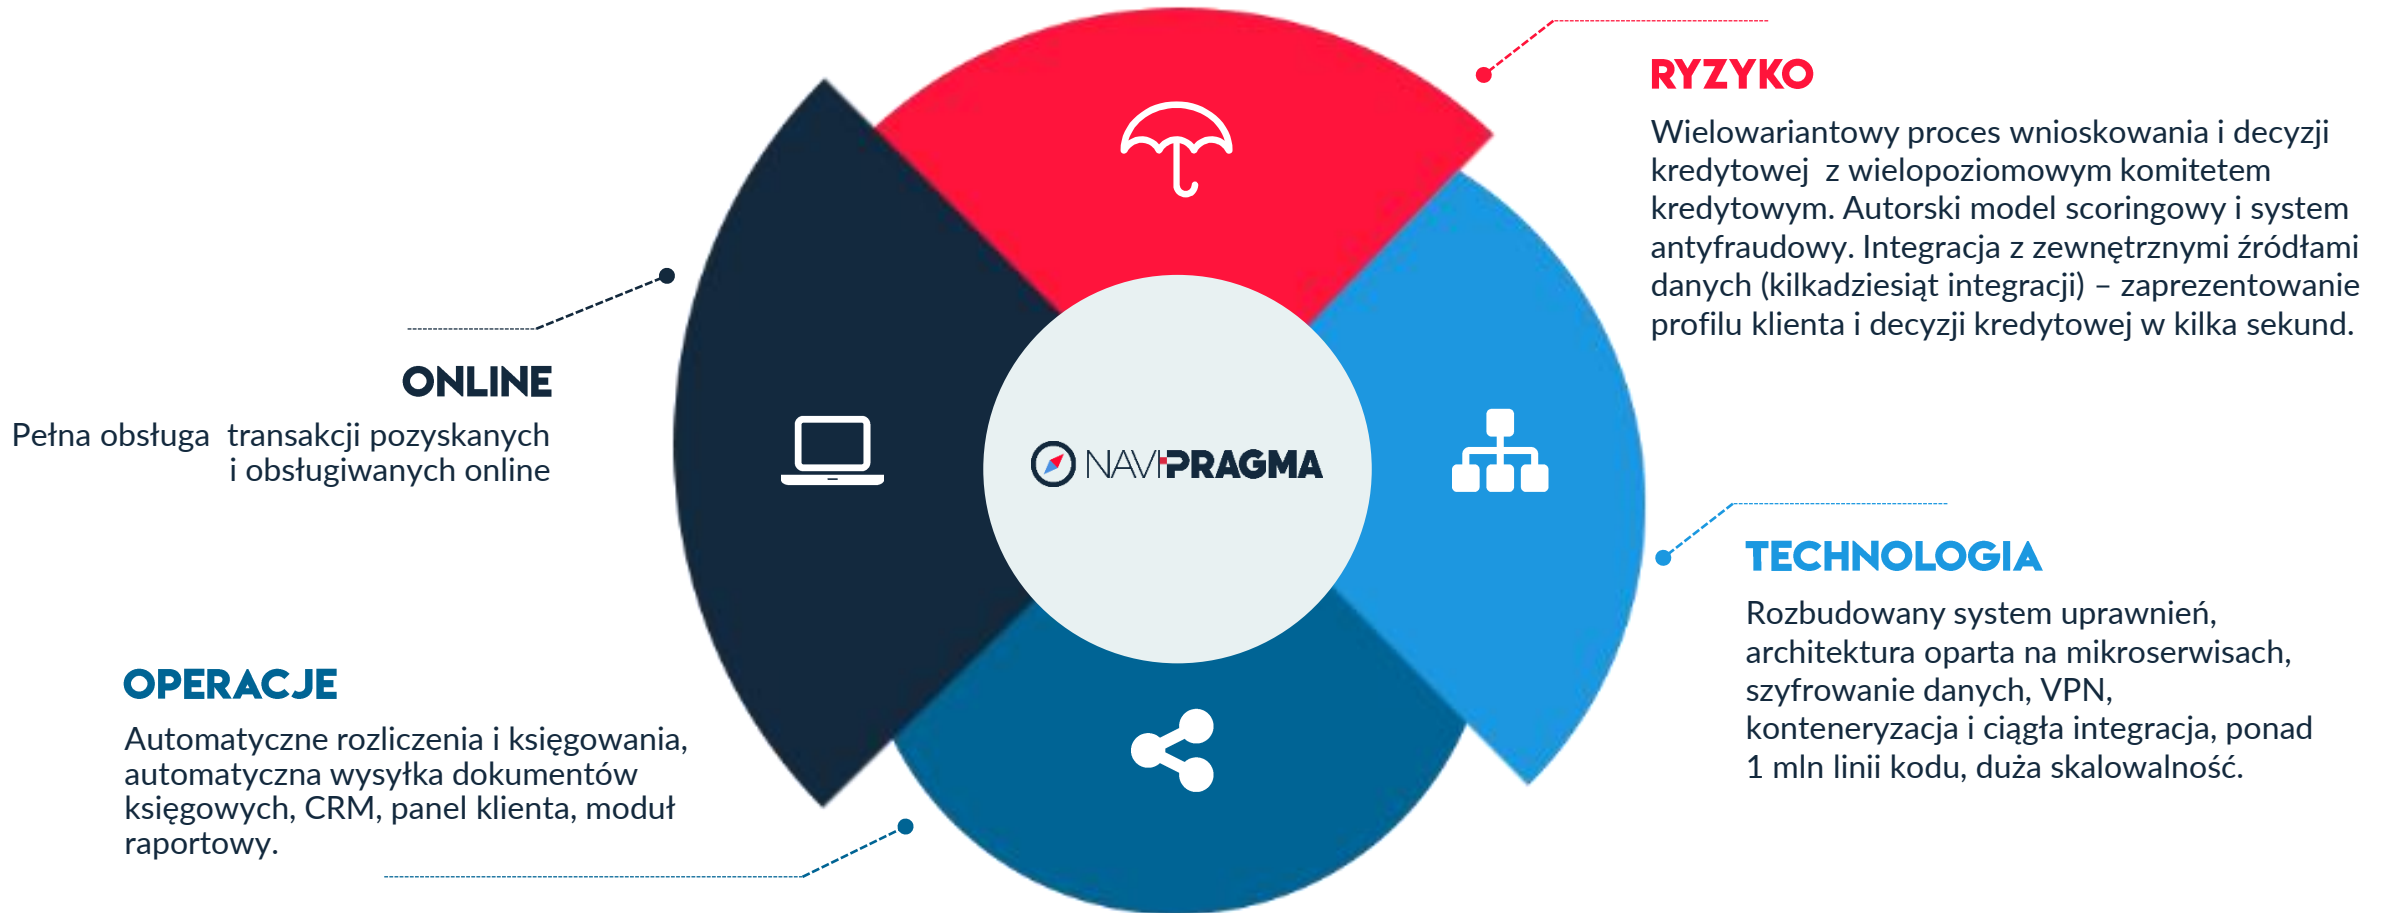 RYZYKO
Wielowariantowy proces wnioskowania i decyzji
kredytowej z wielopoziomowym komitetem
kredytowym. Autorski model scoringowy i system
antyfraudowy. Integracja z zewnętrznymi źródłami
danych (kilkadziesiąt integracji) – zaprezentowanie
profilu klienta i decyzji kredytowej w kilka sekund.
ONLINE
Pełna obsługa transakcji pozyskanych
i obsługiwanych online
NAVI PRAGMA
TECHNOLOGIA
Rozbudowany system uprawnień,
architektura oparta na mikroserwisach,
szyfrowanie danych, VPN,
konteneryzacja i ciągła integracja, ponad
1 mln linii kodu, duża skalowalność.
OPERACJE
Automatyczne rozliczenia i księgowania,
automatyczna wysyłka dokumentów
księgowych, CRM, panel klienta, moduł
raportowy.